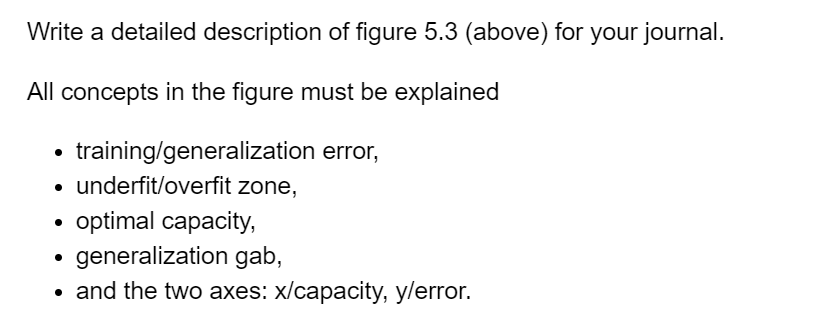 Write a detailed description of figure 5.3 (above) for your journal.
All concepts in the figure must be explained
• training/generalization error,
• underfit/overfit zone,
• optimal capacity,
• generalization gab,
• and the two axes: x/capacity, y/error.